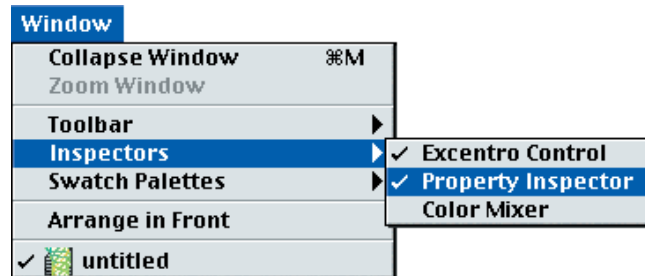 Window
Collapse Window ⌘M
Zoom Window
Toolbar
Inspectors
Swatch Palettes
Arrange in Front
✓ untitled
✓ Excentro Control
✓ Property Inspector
Color Mixer